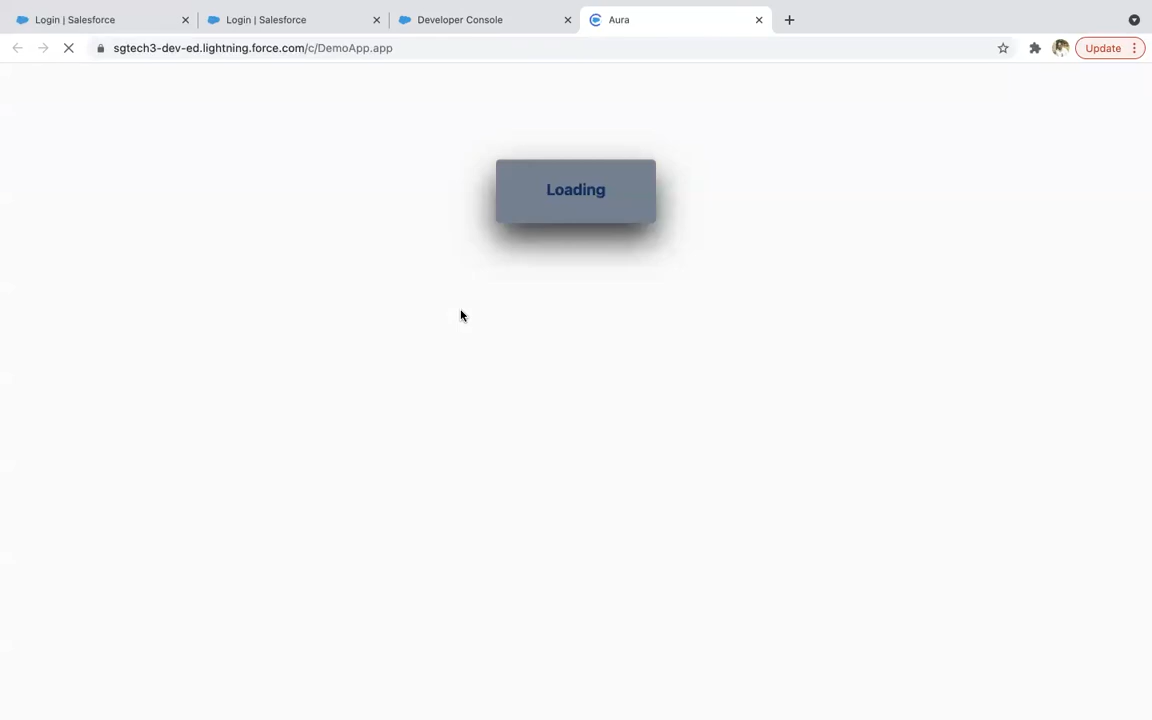 Login | Salesforce
Login | Salesforce
Developer Console
Aura
sgtech3-dev-ed.lightning.force.com/c/DemoApp.app
Update
Loading